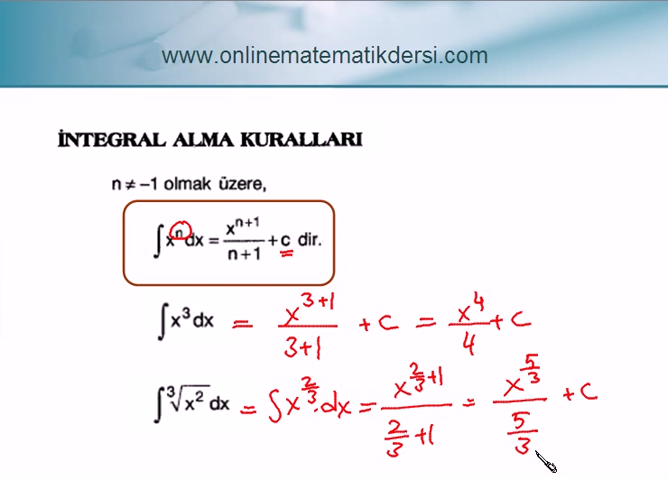 www.onlinematematikdersi.com
İNTEGRAL ALMA KURALLARI
n ≠ −1 olmak üzere,
∫xⁿdx = xⁿ⁺¹/(n+1) + c dir.
∫x³dx = x³⁺¹/(3+1) + c = x⁴/4 + c
∫³√(x²) dx = ∫x^(2/3).dx = x^(2/3+1)/(2/3+1) = x^(5/3)/(5/3) + c